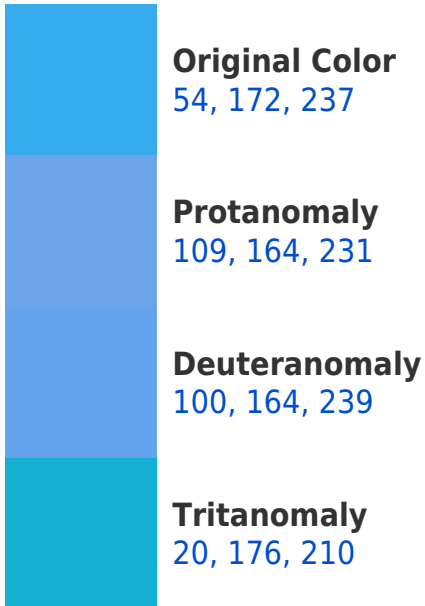 Original Color
54, 172, 237
Protanomaly
109, 164, 231
Deuteranomaly
100, 164, 239
Tritanomaly
20, 176, 210